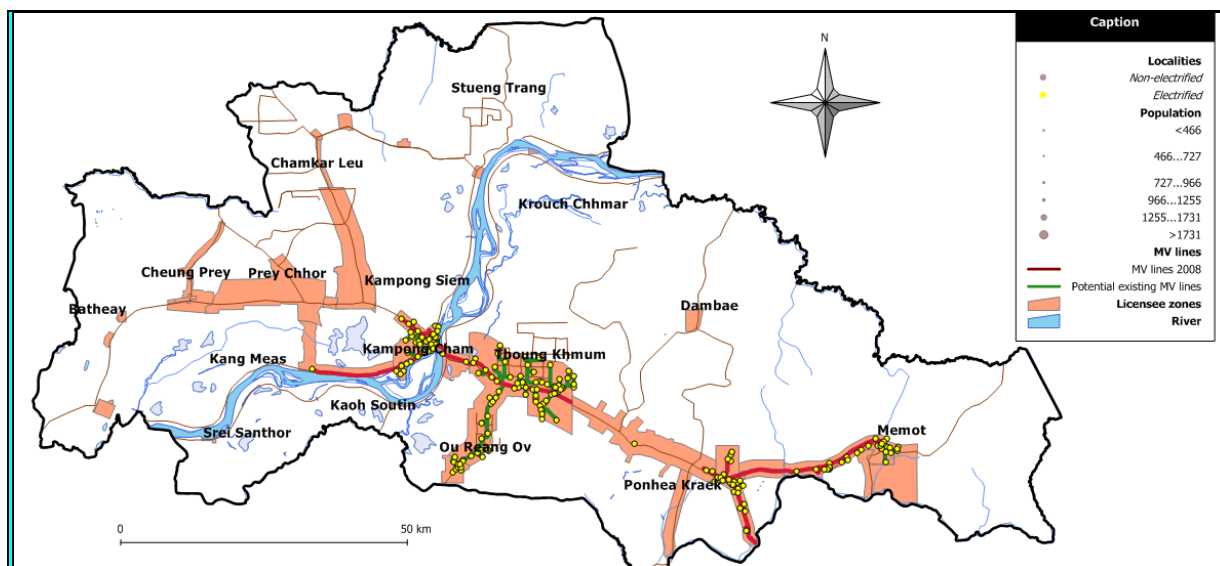 Caption
N
Localities
Non-electrified
Electrified
Population
<466
466...727
727...966
966...1255
1255...1731
>1731
MV lines
MV lines 2008
Potential existing MV lines
Licensee zones
River
Stueng Trang
Chamkar Leu
Krouch Chhmar
Cheung Prey
Prey Chhor
Kampong Siem
Batheay
Dambae
Kampong Cham
Tboung Khmum
Kang Meas
Kaoh Soutin
Srei Santhor
Memot
Ou Reang Ov
Ponhea Kraek
0
50 km